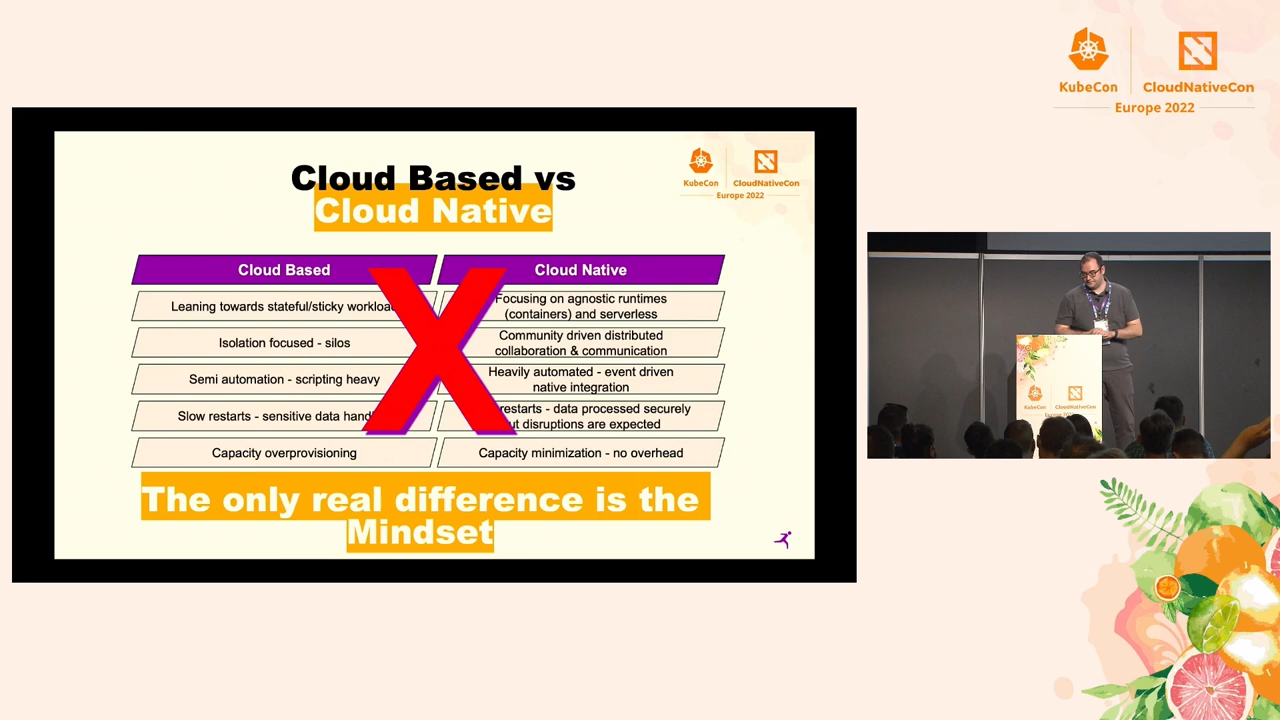 KubeCon
CloudNativeCon
Europe 2022
Cloud Based vs
Cloud Native
KubeCon
CloudNativeCon
Europe 2022
Cloud Based
Cloud Native
Leaning towards stateful/sticky
Focusing on agnostic runtimes
(containers) and serverless
Isolation focused - silos
Community driven distributed
collaboration & communication
Semi automation - scripting heavy
Heavily automated - event driven
native integration
Slow restarts - sensitive data
restarts - data processed securely
disruptions are expected
Capacity overprovisioning
Capacity minimization - no overhead
X
The only real difference is the
Mindset
KubeCon
CloudNativeCon